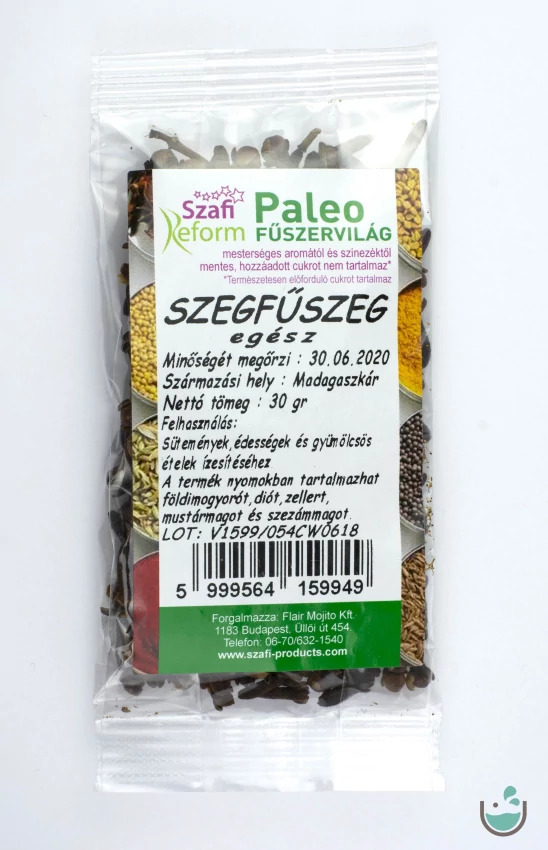 Szafi
Reform
Paleo
FŰSZERVILÁG
mesterséges aromától és színezéktől
mentes, hozzáadott cukrot nem tartalmaz*
*Természetesen előforduló cukrot tartalmaz
SZEGFŰSZEG
egész
Minőségét megőrzi : 30.06.2020
Származási hely : Madagaszkár
Nettó tömeg : 30 gr
Felhasználás:
Sütemények,édességek és gyümölcsös
ételek ízesítéséhez
A termék nyomokban tartalmazhat
földimogyorót,diót,zellert,
mustármagot és szezámmagot.
LOT: V1599/054CW0618
5 999564 159949
Forgalmazza: Flair Mojito Kft.
1183 Budapest, Üllői út 454.
Telefon: 06-70/632-1540
www.szafi-products.com